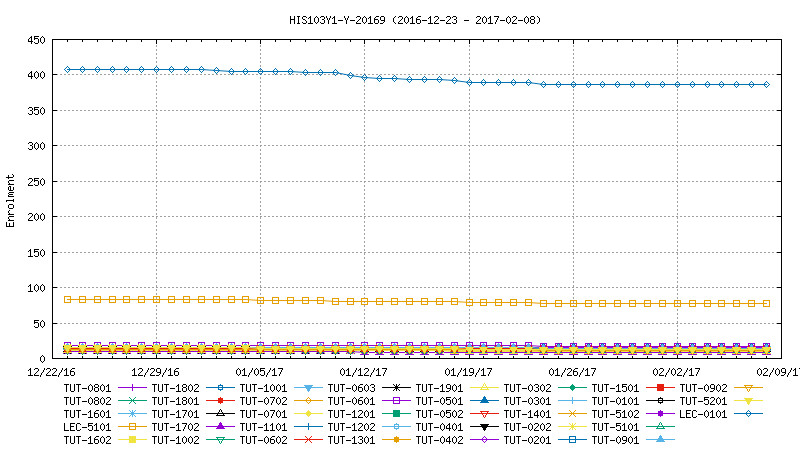 HIS103Y1-Y-20169 (2016-12-23 - 2017-02-08)
450
400
350
300
250
200
150
100
50
0
Enrolment
12/22/16 12/29/16 01/05/17 01/12/17 01/19/17 01/26/17 02/02/17 02/09/17
TUT-0801 TUT-1802 TUT-1001 TUT-0603 TUT-1901 TUT-0302 TUT-1501 TUT-0902
TUT-0802 TUT-1801 TUT-0702 TUT-0601 TUT-0501 TUT-0301 TUT-0101 TUT-5201
TUT-1601 TUT-1701 TUT-0701 TUT-1201 TUT-0502 TUT-1401 TUT-5102 LEC-0101
LEC-5101 TUT-1702 TUT-1101 TUT-1202 TUT-0401 TUT-0202 TUT-5101
TUT-1602 TUT-1002 TUT-0602 TUT-1301 TUT-0402 TUT-0201 TUT-0901